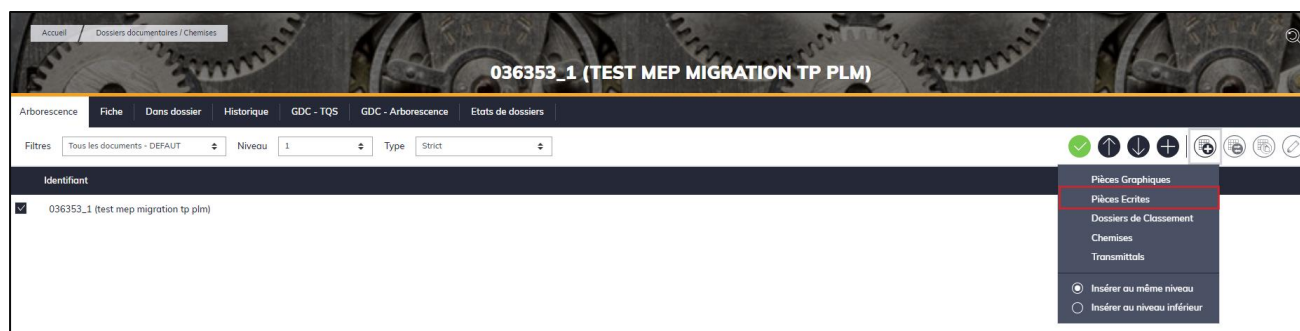 Accueil / Dossiers documentaires / Chemises
036353_1 (TEST MEP MIGRATION TP PLM)
Arborescence Fiche Dans dossier Historique GDC - TQS GDC - Arborescence Etats de dossiers
Filtres Tous les documents - DEFAUT Niveau 1 Type Strict
Identifiant
036353_1 (test mep migration tp plm)
Pièces Graphiques
Pièces Ecrites
Dossiers de Classement
Chemises
Transmittals
Insérer au même niveau
Insérer au niveau inférieur